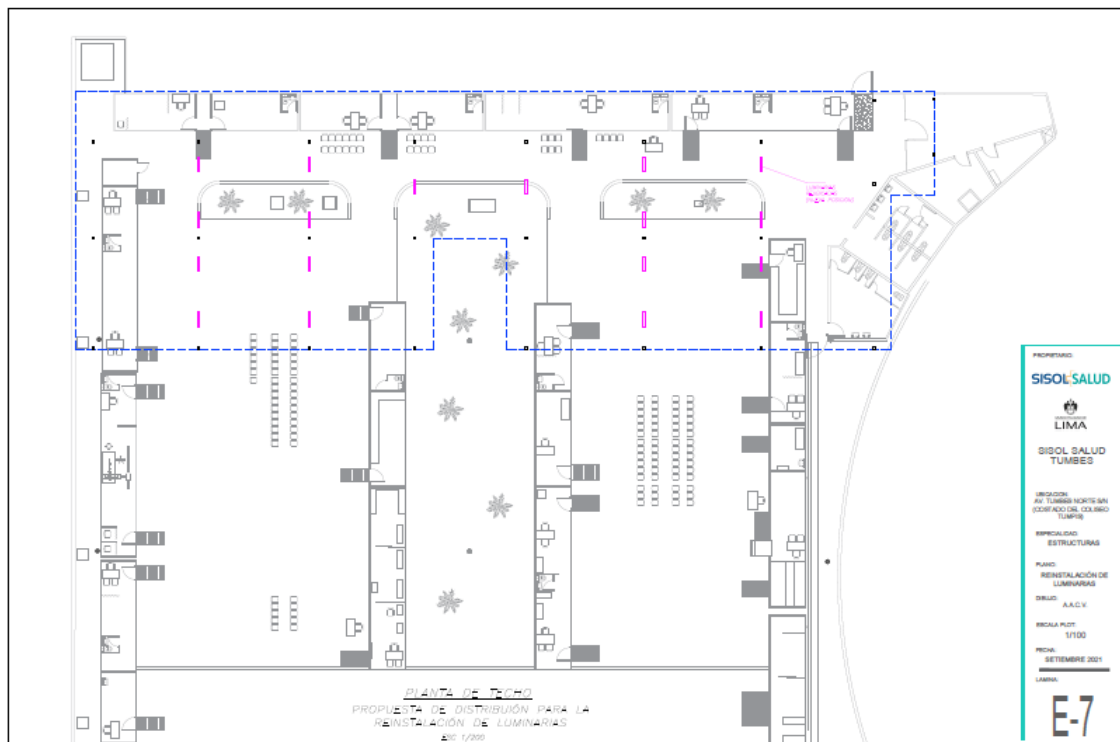 PROPIETARIO:
SISOL SALUD
LIMA
SISOL SALUD
TUMBES
UBICACION:
AV. TUMBES NORTE S/N
(COSTADO DEL COLISEO
TUMPIS)
ESPECIALIDAD:
ESTRUCTURAS
PLANO:
REINSTALACIÓN DE
LUMINARIAS
DIBUJO:
A.A.C.V.
ESCALA PLOT:
1/100
FECHA:
SETIEMBRE 2021
LAMINA:
E-7
PLANTA DE TECHO
PROPUESTA DE DISTRIBUIÓN PARA LA
REINSTALACIÓN DE LUMINARIAS
ESC 1/200